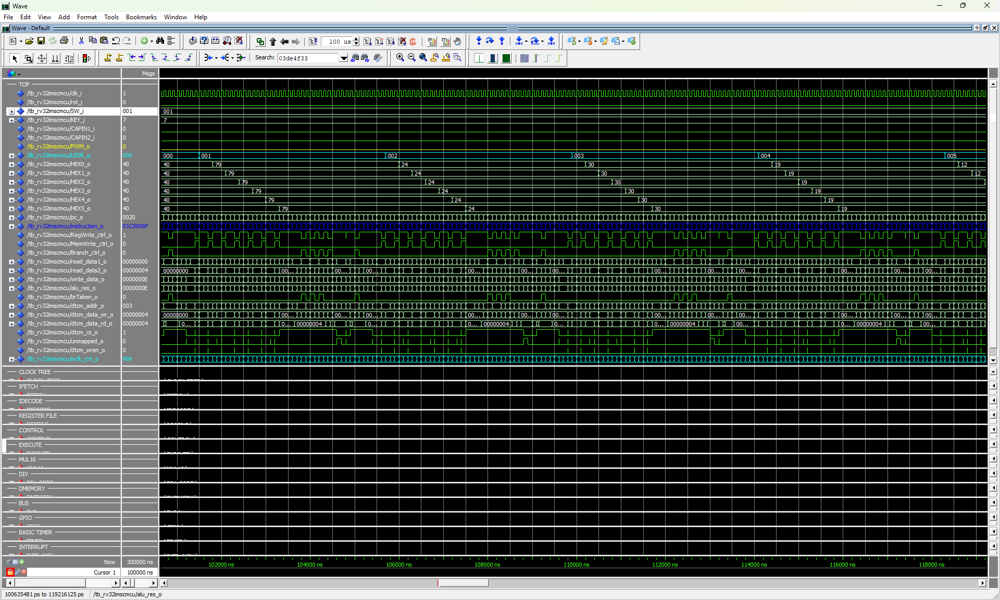 Wave
File Edit View Add Format Tools Bookmarks Window Help
Wave - Default
100 us
Search: 03de4f33
Msgs
TOP
/tb_rv32imscmcu/clk_i 1
/tb_rv32imscmcu/rst_i 0
/tb_rv32imscmcu/SW_i 001 001
/tb_rv32imscmcu/KEY_i 7 7
/tb_rv32imscmcu/CAPIN1_i 0
/tb_rv32imscmcu/CAPIN2_i 0
/tb_rv32imscmcu/PWM_o 0
/tb_rv32imscmcu/LEDR_o 000 000 001 002 003 004 005
/tb_rv32imscmcu/HEX0_o 40 40 79 24 30 19 12
/tb_rv32imscmcu/HEX1_o 40 40 79 24 30 19 12
/tb_rv32imscmcu/HEX2_o 40 40 79 24 30 19
/tb_rv32imscmcu/HEX3_o 40 40 79 24 30 19
/tb_rv32imscmcu/HEX4_o 40 40 79 24 30 19
/tb_rv32imscmcu/HEX5_o 40 40 79 24 30 19
/tb_rv32imscmcu/pc_o 0020
/tb_rv32imscmcu/instruction_o 01C0006F
/tb_rv32imscmcu/RegWrite_ctrl_o 1
/tb_rv32imscmcu/MemWrite_ctrl_o 0
/tb_rv32imscmcu/Branch_ctrl_o 0
/tb_rv32imscmcu/read_data1_o 00000000
/tb_rv32imscmcu/read_data2_o 00000004 00000000 00... 00... 00... 00... 00... 00... 00... 00... 00... 00... 00... 00...
/tb_rv32imscmcu/write_data_o 0000000E
/tb_rv32imscmcu/alu_res_o 0000000E
/tb_rv32imscmcu/brTaken_o 0
/tb_rv32imscmcu/dtcm_addr_o 003
/tb_rv32imscmcu/dtcm_data_wr_o 00000004 00000000 00... 00... 00... 00... 00... 00... 00... 00... 00... 00... 00... 00...
/tb_rv32imscmcu/dtcm_data_rd_o 00000004 0... 0... 00000004 0... 0... 00000004 0... 0... 00000004 00... 0... 00000004 00...
/tb_rv32imscmcu/dtcm_cs_o 1
/tb_rv32imscmcu/unmapped_o 0
/tb_rv32imscmcu/dtcm_wren_o 0
/tb_rv32imscmcu/mclk_cnt_o 999
CLOCK TREE
IFETCH
IDECODE
REGISTER FILE
CONTROL
EXECUTE
MUL16
DIV
DMEMORY
BUS
GPIO
BASIC TIMER
INTERRUPT
Now 300000 ns 102000 ns 104000 ns 106000 ns 108000 ns 110000 ns 112000 ns 114000 ns 116000 ns 118000 ns
Cursor 1 100000 ns
100635481 ps to 119216125 ps /tb_rv32imscmcu/alu_res_o